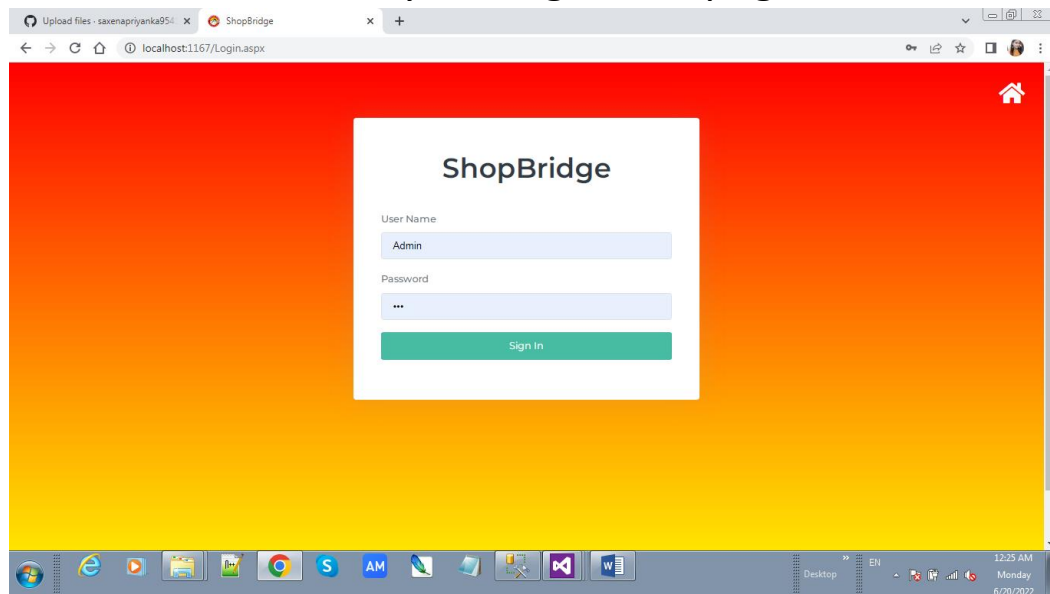 Upload files · saxenapriyanka954
ShopBridge
localhost:1167/Login.aspx
ShopBridge
User Name
Admin
Password
•••
Sign In
S
AM
W
Desktop
»
EN
12:25 AM
Monday
6/20/2022